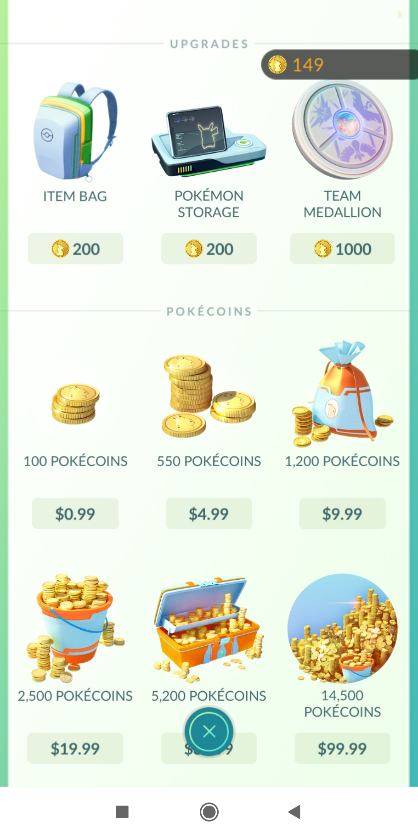 UPGRADES
149
ITEM BAG
POKÉMON
STORAGE
TEAM
MEDALLION
200
200
1000
POKÉCOINS
100 POKÉCOINS
550 POKÉCOINS
1,200 POKÉCOINS
$0.99
$4.99
$9.99
2,500 POKÉCOINS
5,200 POKÉCOINS
14,500
POKÉCOINS
$19.99
$99.99